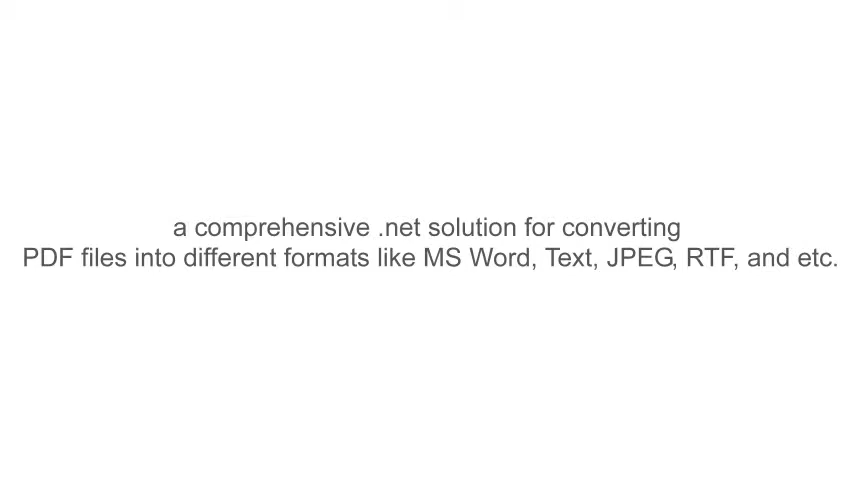 a comprehensive .net solution for converting
PDF files into different formats like MS Word, Text, JPEG, RTF, and etc.